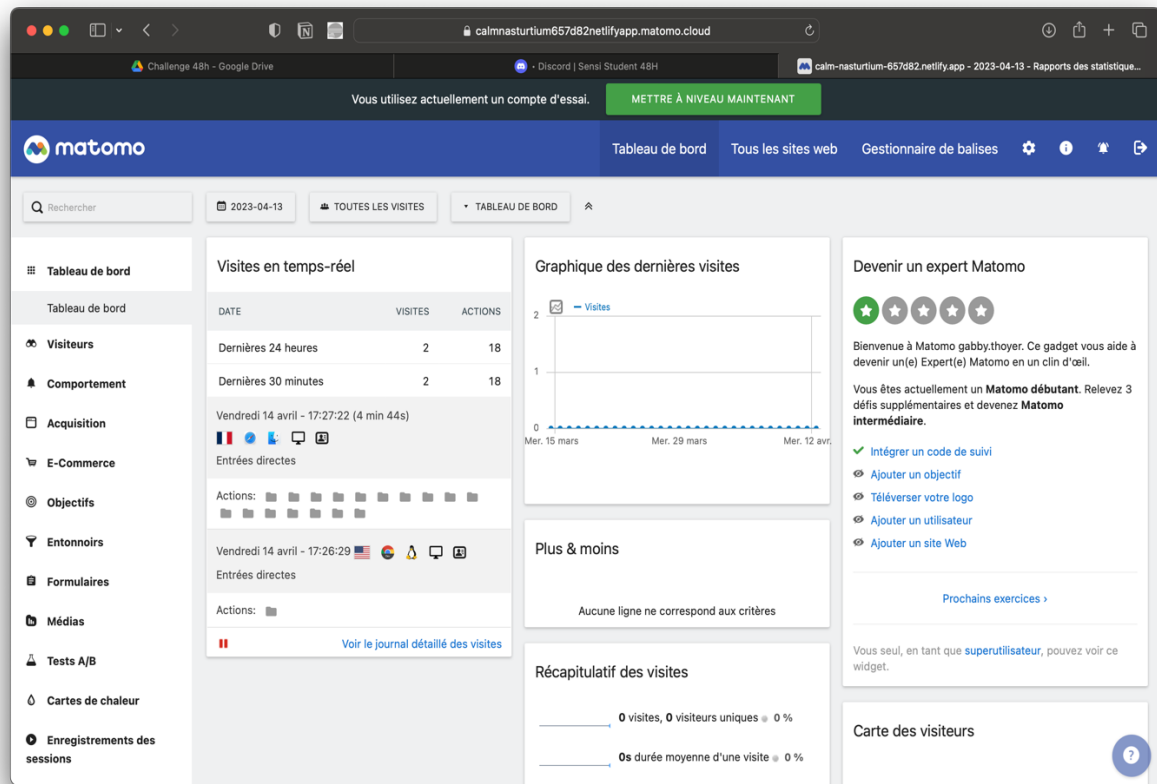 calmnasturtium657d82netlifyapp.matomo.cloud
Challenge 48h - Google Drive
• Discord | Sensi Student 48H
calm-nasturtium-657d82.netlify.app - 2023-04-13 - Rapports des statistique...
Vous utilisez actuellement un compte d'essai.
METTRE À NIVEAU MAINTENANT
matomo
Tableau de bord
Tous les sites web
Gestionnaire de balises
Rechercher
2023-04-13
TOUTES LES VISITES
TABLEAU DE BORD
Tableau de bord
Tableau de bord
Visiteurs
Comportement
Acquisition
E-Commerce
Objectifs
Entonnoirs
Formulaires
Médias
Tests A/B
Cartes de chaleur
Enregistrements des
sessions
Visites en temps-réel
DATE VISITES ACTIONS
Dernières 24 heures 2 18
Dernières 30 minutes 2 18
Vendredi 14 avril - 17:27:22 (4 min 44s)
Entrées directes
Actions:
Vendredi 14 avril - 17:26:29
Entrées directes
Actions:
Voir le journal détaillé des visites
Graphique des dernières visites
Visites
2
1
0
Mer. 15 mars Mer. 29 mars Mer. 12 avr.
Plus & moins
Aucune ligne ne correspond aux critères
Récapitulatif des visites
0 visites, 0 visiteurs uniques 0 %
0s durée moyenne d'une visite 0 %
Devenir un expert Matomo
Bienvenue à Matomo gabby.thoyer. Ce gadget vous aide à
devenir un(e) Expert(e) Matomo en un clin d'œil.
Vous êtes actuellement un Matomo débutant. Relevez 3
défis supplémentaires et devenez Matomo
intermédiaire.
Intégrer un code de suivi
Ajouter un objectif
Téléverser votre logo
Ajouter un utilisateur
Ajouter un site Web
Prochains exercices ›
Vous seul, en tant que superutilisateur, pouvez voir ce
widget.
Carte des visiteurs
?